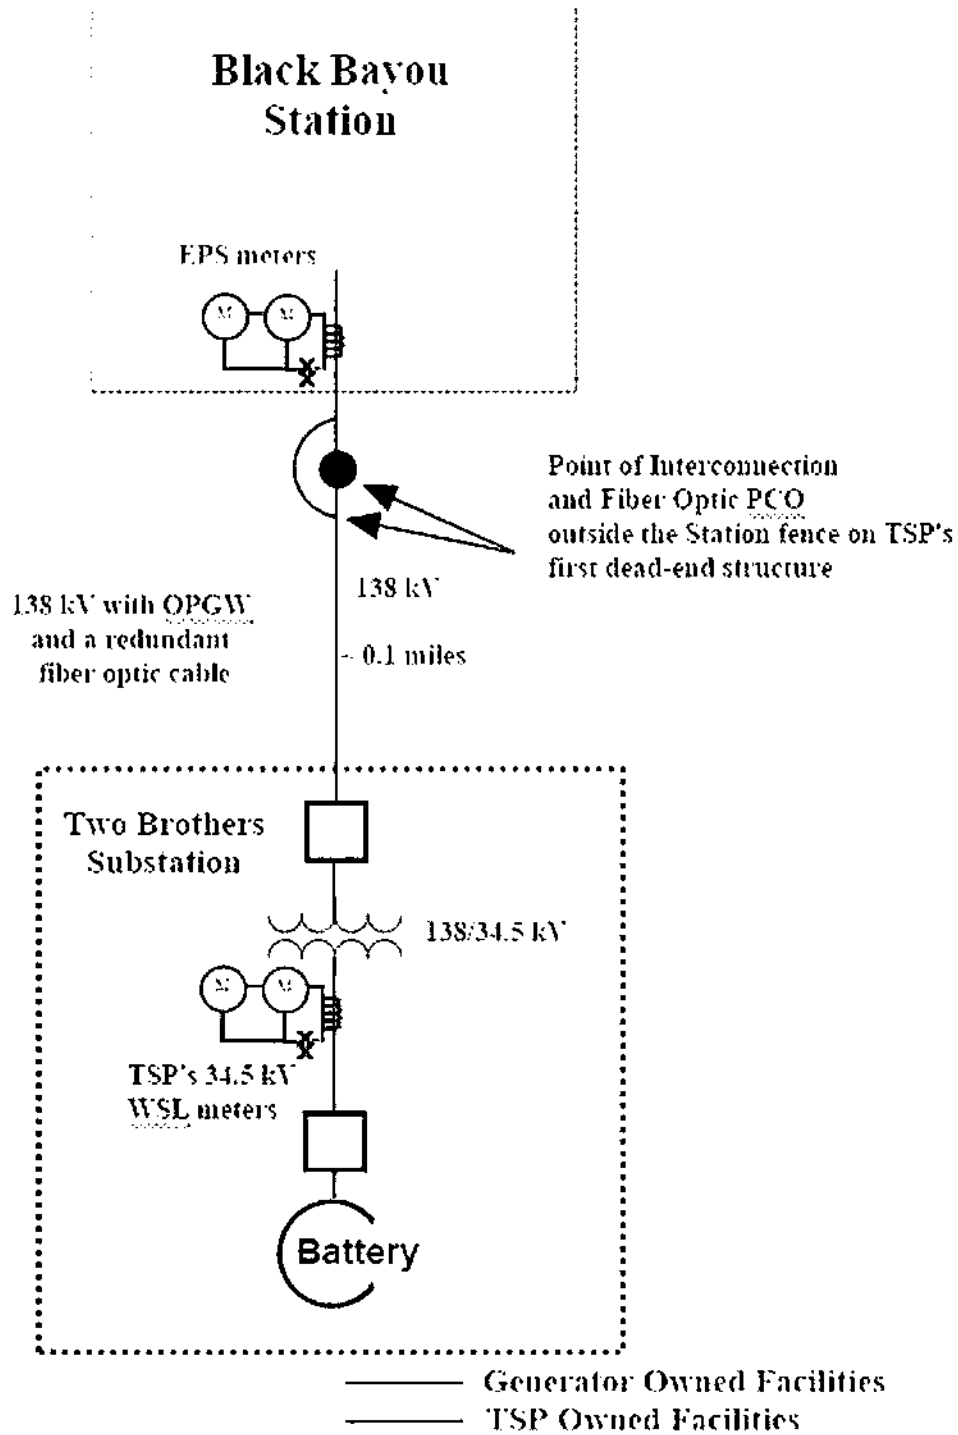 Black Bayou
Station
EPS meters
M M
Point of Interconnection
and Fiber Optic PCO
outside the Station fence on TSP's
first dead-end structure
138 kV
138 kV with OPGW
and a redundant
fiber optic cable
~ 0.1 miles
Two Brothers
Substation
138/34.5 kV
M M
TSP's 34.5 kV
WSL meters
Battery
Generator Owned Facilities
TSP Owned Facilities